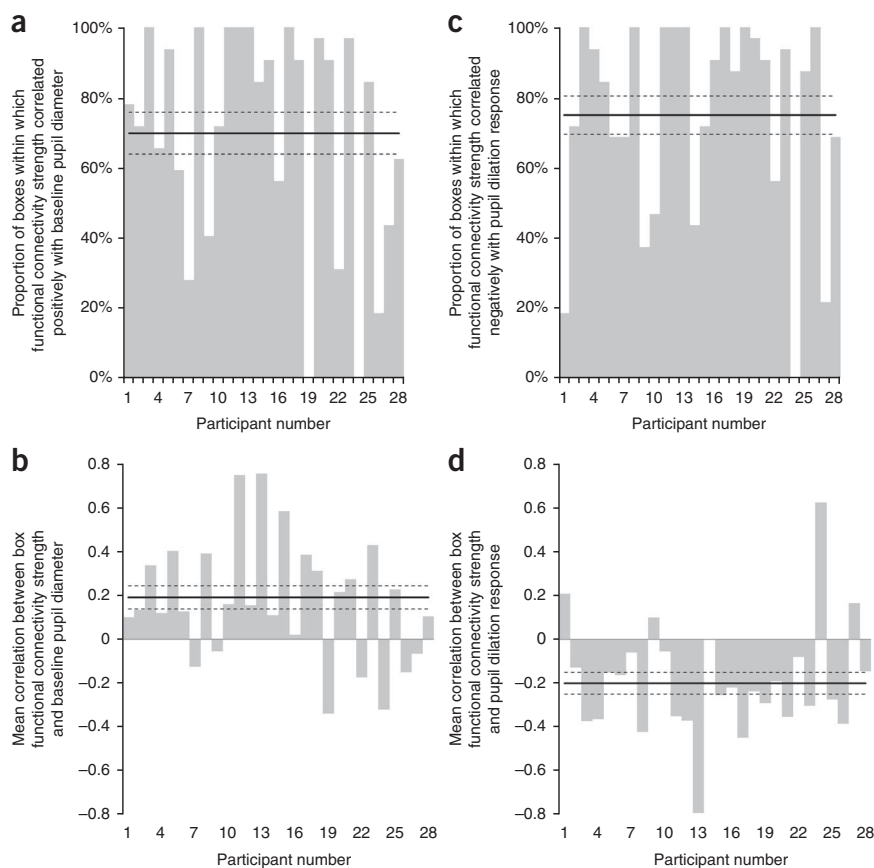 a
Proportion of boxes within which
functional connectivity strength correlated
positively with baseline pupil diameter
100%
80%
60%
40%
20%
0%
1 4 7 10 13 16 19 22 25 28
Participant number
c
Proportion of boxes within which
functional connectivity strength correlated
negatively with pupil dilation response
100%
80%
60%
40%
20%
0%
1 4 7 10 13 16 19 22 25 28
Participant number
b
Mean correlation between box
functional connectivity strength
and baseline pupil diameter
0.8
0.6
0.4
0.2
0
–0.2
–0.4
–0.6
–0.8
1 4 7 10 13 16 19 22 25 28
Participant number
d
Mean correlation between box
functional connectivity strength
and pupil dilation response
0.8
0.6
0.4
0.2
0
–0.2
–0.4
–0.6
–0.8
1 4 7 10 13 16 19 22 25 28
Participant number